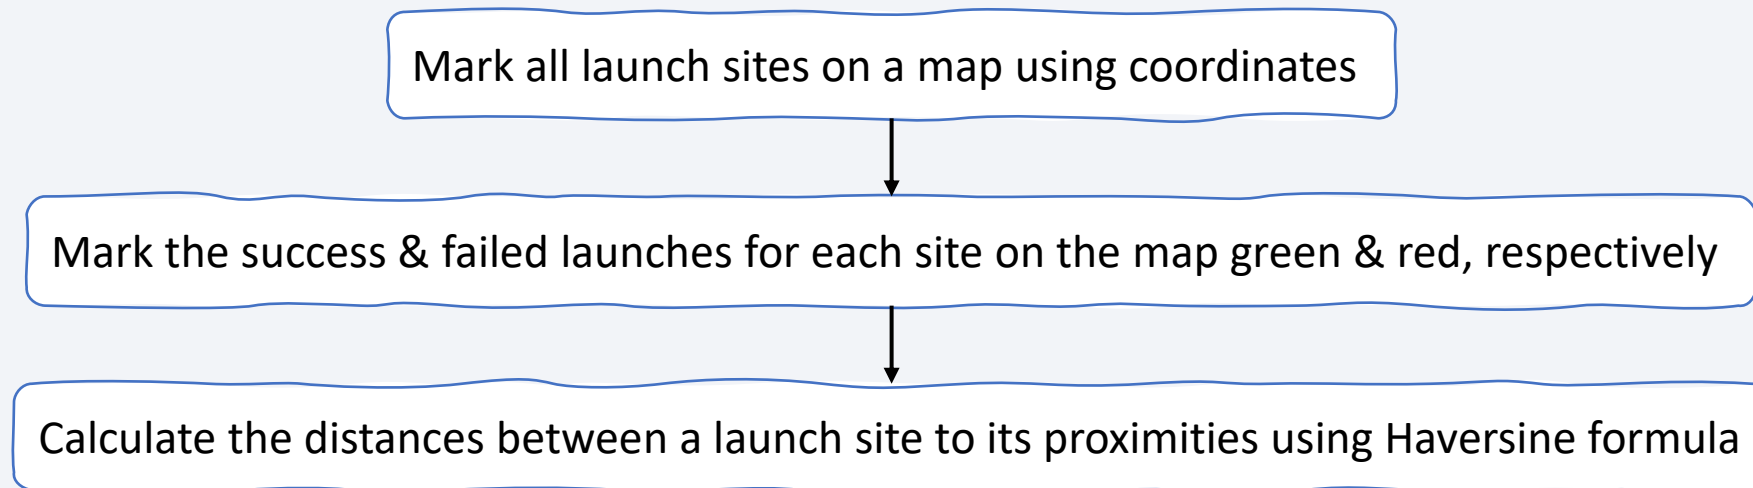 Mark all launch sites on a map using coordinates
Mark the success & failed launches for each site on the map green & red, respectively
Calculate the distances between a launch site to its proximities using Haversine formula